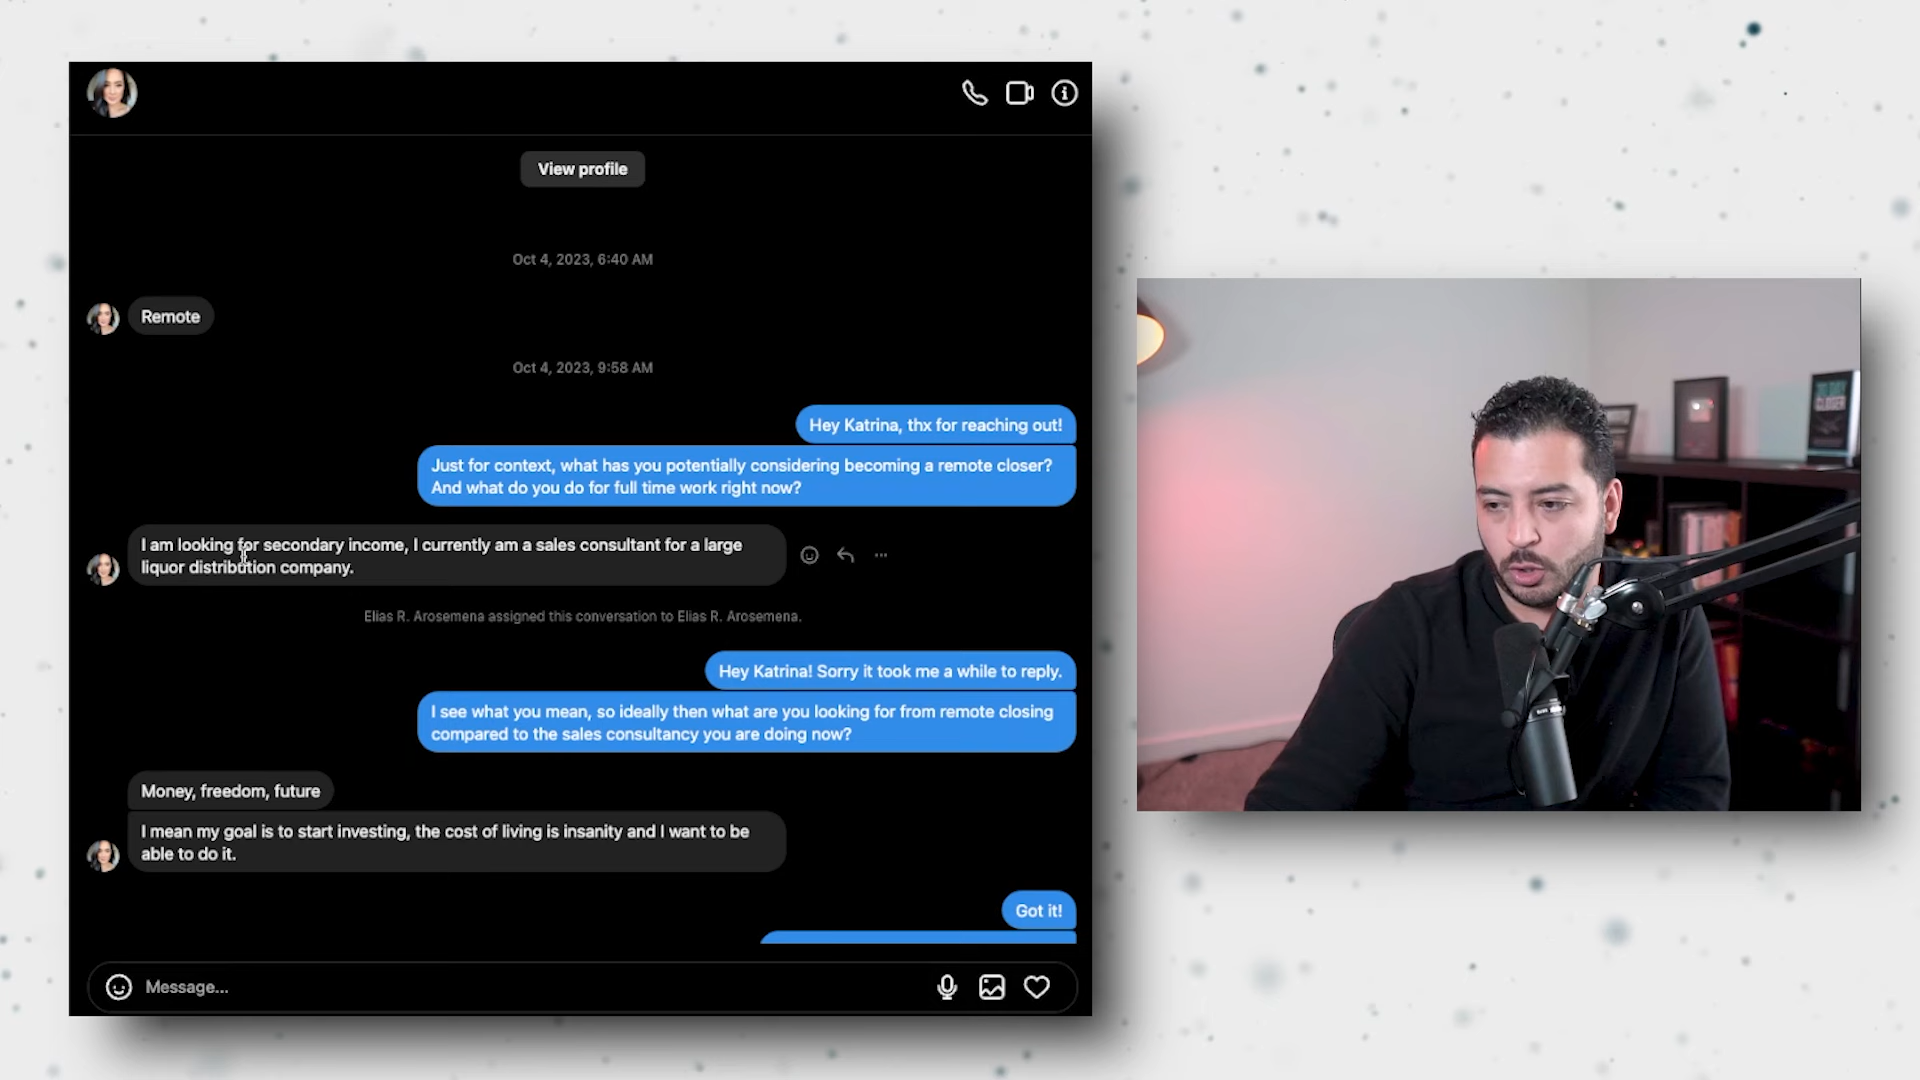 View profile
Oct 4, 2023, 6:40 AM
Remote
Oct 4, 2023, 9:58 AM
Hey Katrina, thx for reaching out!
Just for context, what has you potentially considering becoming a remote closer?
And what do you do for full time work right now?
I am looking for secondary income, I currently am a sales consultant for a large
liquor distribution company.
Elias R. Arosemena assigned this conversation to Elias R. Arosemena.
Hey Katrina! Sorry it took me a while to reply.
I see what you mean, so ideally then what are you looking for from remote closing
compared to the sales consultancy you are doing now?
Money, freedom, future
I mean my goal is to start investing, the cost of living is insanity and I want to be
able to do it.
Got it!
Message...
CLOSER